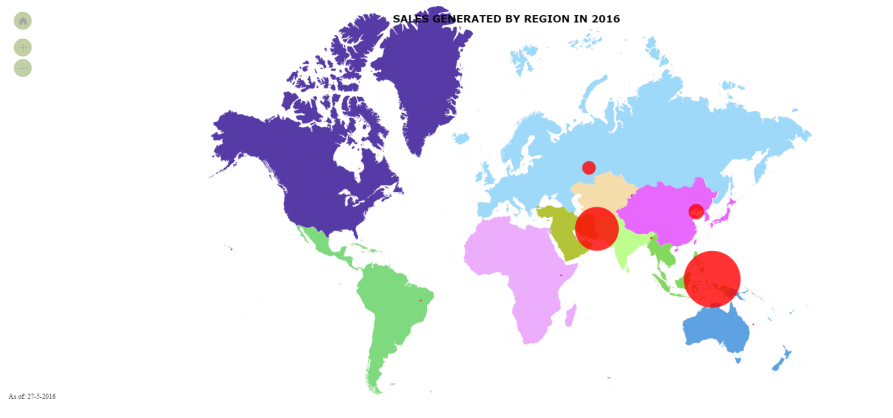 SALES GENERATED BY REGION IN 2016
As of: 27-5-2016